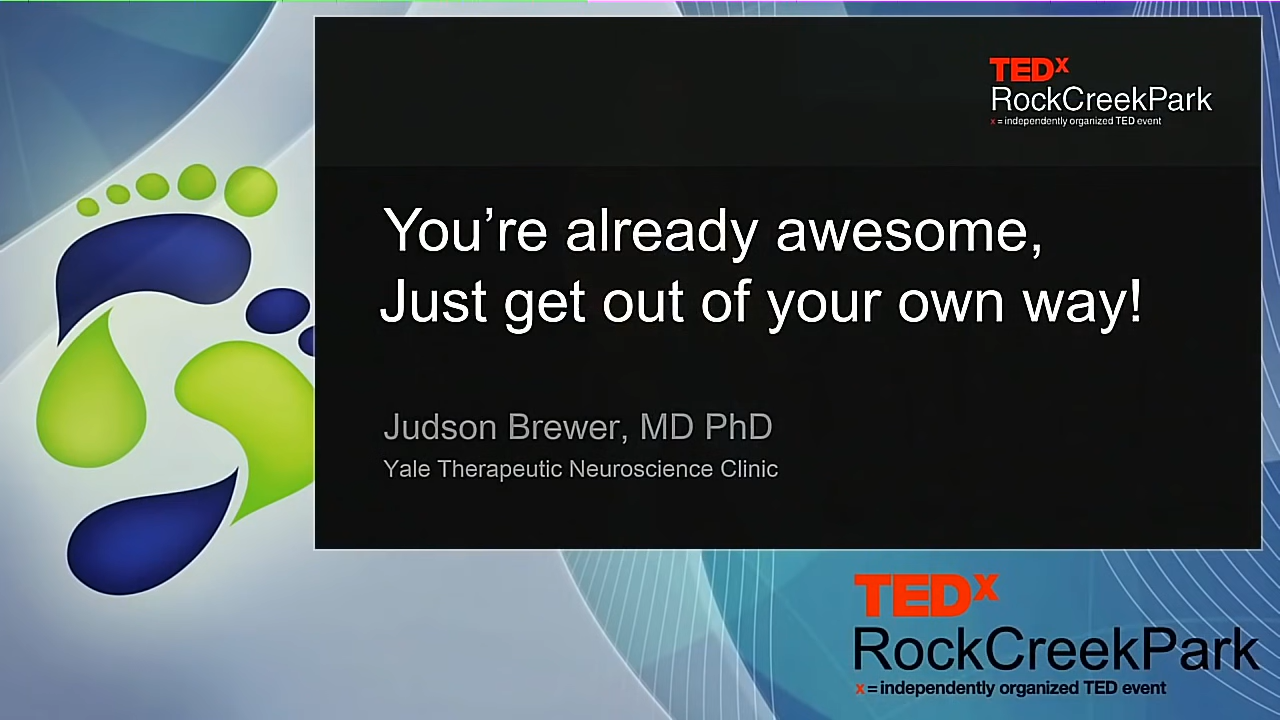 TEDx
RockCreekPark
x = independently organized TED event
You’re already awesome,
Just get out of your own way!
Judson Brewer, MD PhD
Yale Therapeutic Neuroscience Clinic
TEDx
RockCreekPark
x = independently organized TED event